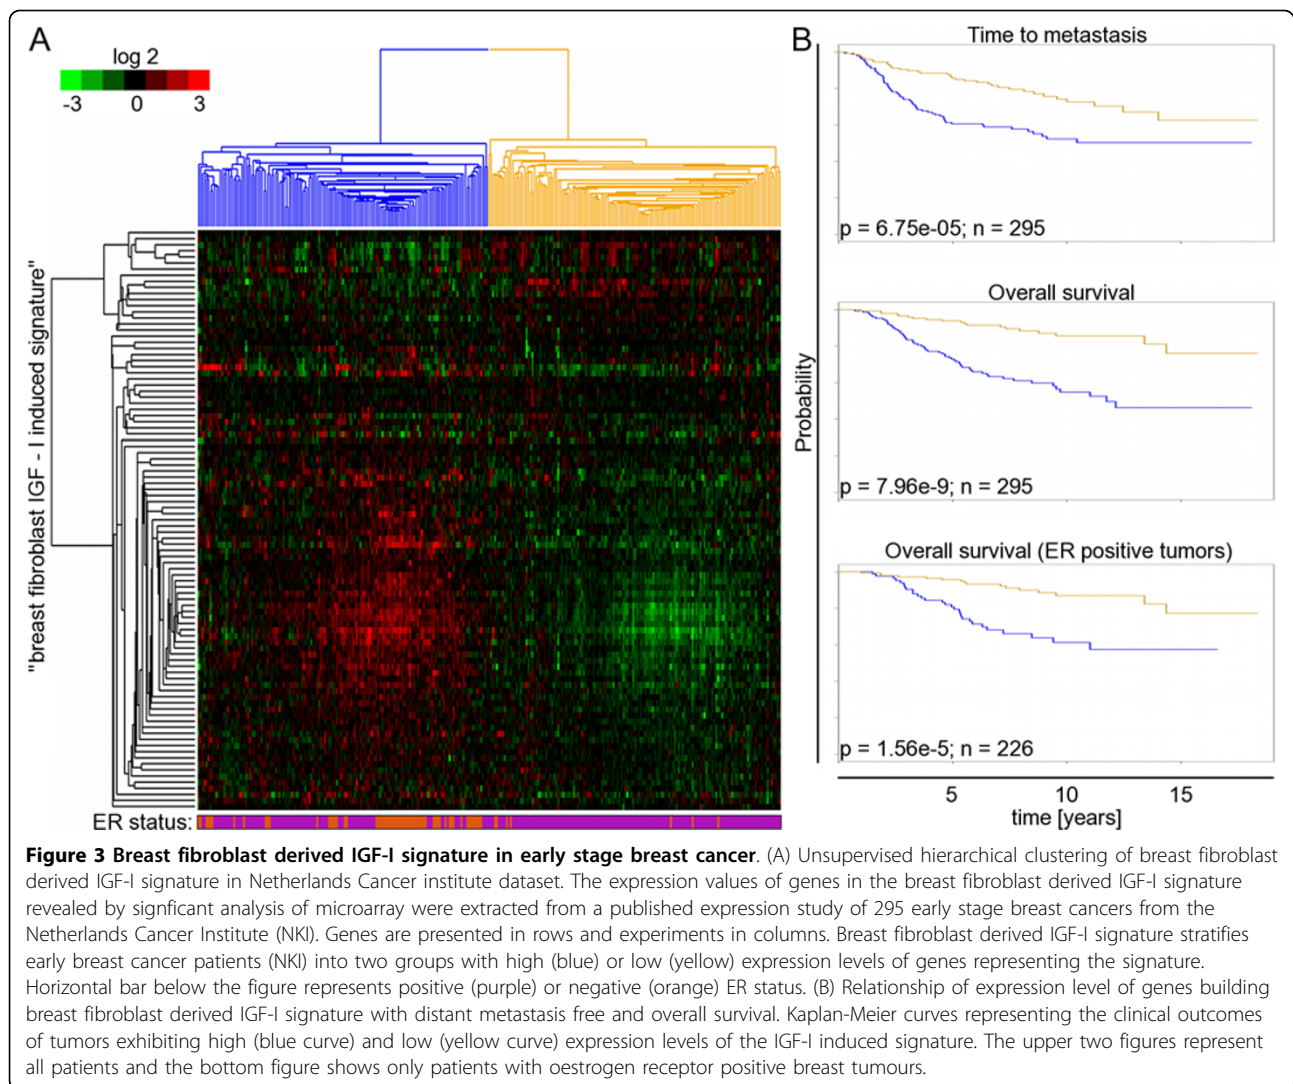 A
log 2
-3 0 3
"breast fibroblast IGF - I induced signature"
ER status:
B
Time to metastasis
p = 6.75e-05; n = 295
Overall survival
p = 7.96e-9; n = 295
Overall survival (ER positive tumors)
p = 1.56e-5; n = 226
Probability
5 10 15
time [years]
Figure 3 Breast fibroblast derived IGF-I signature in early stage breast cancer. (A) Unsupervised hierarchical clustering of breast fibroblast
derived IGF-I signature in Netherlands Cancer institute dataset. The expression values of genes in the breast fibroblast derived IGF-I signature
revealed by signficant analysis of microarray were extracted from a published expression study of 295 early stage breast cancers from the
Netherlands Cancer Institute (NKI). Genes are presented in rows and experiments in columns. Breast fibroblast derived IGF-I signature stratifies
early breast cancer patients (NKI) into two groups with high (blue) or low (yellow) expression levels of genes representing the signature.
Horizontal bar below the figure represents positive (purple) or negative (orange) ER status. (B) Relationship of expression level of genes building
breast fibroblast derived IGF-I signature with distant metastasis free and overall survival. Kaplan-Meier curves representing the clinical outcomes
of tumors exhibiting high (blue curve) and low (yellow curve) expression levels of the IGF-I induced signature. The upper two figures represent
all patients and the bottom figure shows only patients with oestrogen receptor positive breast tumours.